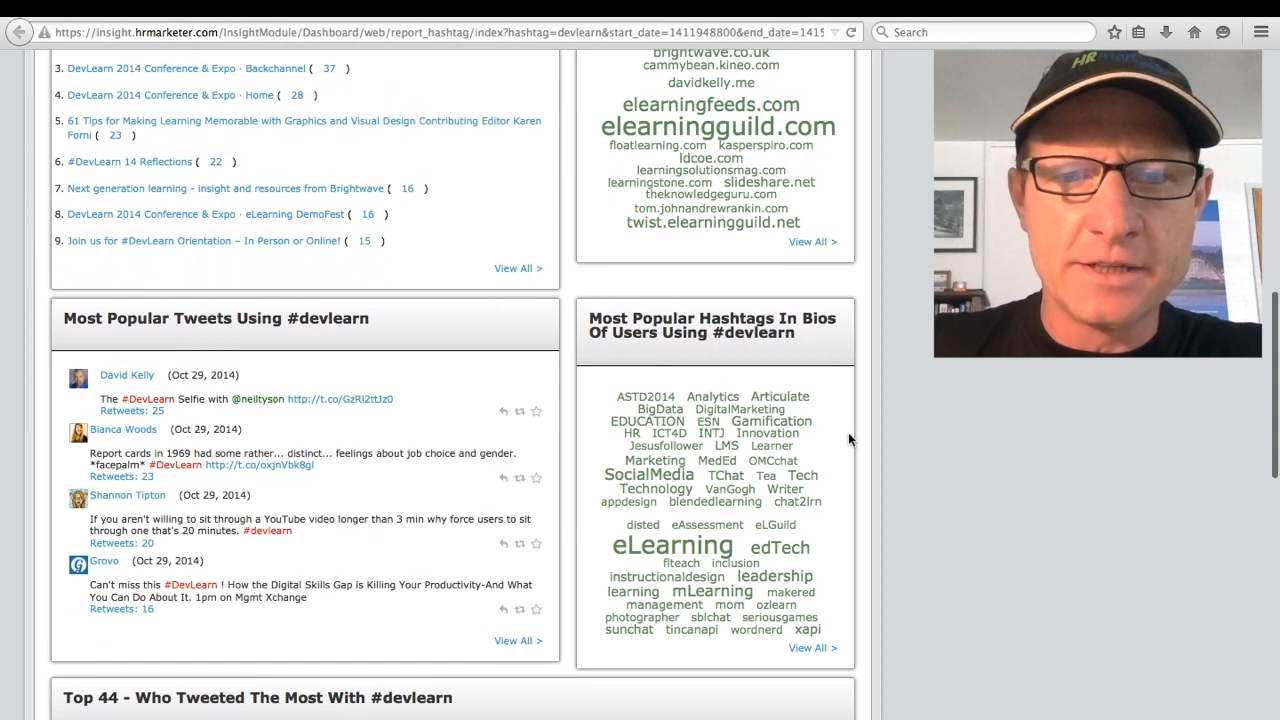 https://insight.hrmarketer.com/InsightModule/Dashboard/web/report_hashtag/index?hashtag=devlearn&start_date=1411948800&end_date=1415
Search
3. DevLearn 2014 Conference & Expo · Backchannel ( 37 )
4. DevLearn 2014 Conference & Expo · Home ( 28 )
5. 61 Tips for Making Learning Memorable with Graphics and Visual Design Contributing Editor Karen
Forni ( 23 )
6. #DevLearn 14 Reflections ( 22 )
7. Next generation learning - insight and resources from Brightwave ( 16 )
8. DevLearn 2014 Conference & Expo · eLearning DemoFest ( 16 )
9. Join us for #DevLearn Orientation – In Person or Online! ( 15 )
View All >
brightwave.co.uk
cammybean.kineo.com
davidkelly.me
elearningfeeds.com
elearningguild.com
floatlearning.com kasperspiro.com
ldcoe.com
learningsolutionsmag.com
learningstone.com slideshare.net
theknowledgeguru.com
tom.johnandrewrankin.com
twist.elearningguild.net
View All >
HR
Most Popular Tweets Using #devlearn
David Kelly (Oct 29, 2014)
The #DevLearn Selfie with @neiltyson http://t.co/GzRl2ttJz0
Retweets: 25
Bianca Woods (Oct 29, 2014)
Report cards in 1969 had some rather... distinct... feelings about job choice and gender.
*facepalm* #DevLearn http://t.co/oxjnVbk8gl
Retweets: 23
Shannon Tipton (Oct 29, 2014)
If you aren't willing to sit through a YouTube video longer than 3 min why force users to sit
through one that's 20 minutes. #devlearn
Retweets: 20
Grovo (Oct 29, 2014)
Can't miss this #DevLearn ! How the Digital Skills Gap is Killing Your Productivity-And What
You Can Do About It. 1pm on Mgmt Xchange
Retweets: 16
View All >
Most Popular Hashtags In Bios
Of Users Using #devlearn
ASTD2014 Analytics Articulate
BigData DigitalMarketing
EDUCATION ESN Gamification
HR ICT4D INTJ Innovation
Jesusfollower LMS Learner
Marketing MedEd OMCchat
SocialMedia TChat Tea Tech
Technology VanGogh Writer
appdesign blendedlearning chat2lrn
disted eAssessment eLGuild
eLearning edTech
flteach inclusion
instructionaldesign leadership
learning mLearning makered
management mom ozlearn
photographer sblchat seriousgames
sunchat tincanapi wordnerd xapi
View All >
Top 44 - Who Tweeted The Most With #devlearn